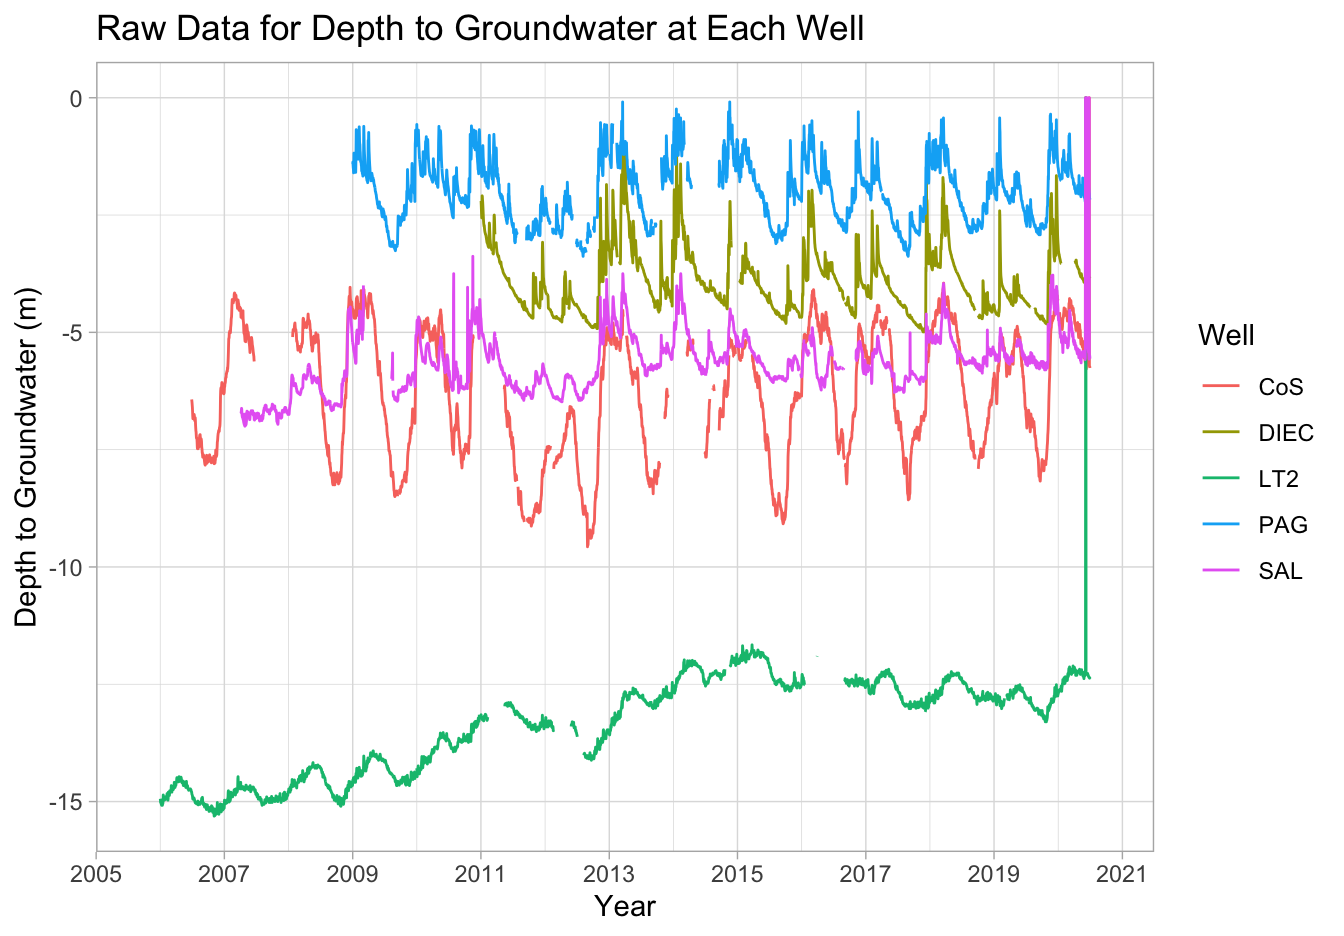 Raw Data for Depth to Groundwater at Each Well
Depth to Groundwater (m)
0
-5
-10
-15
2005 2007 2009 2011 2013 2015 2017 2019 2021
Year
Well
CoS
DIEC
LT2
PAG
SAL